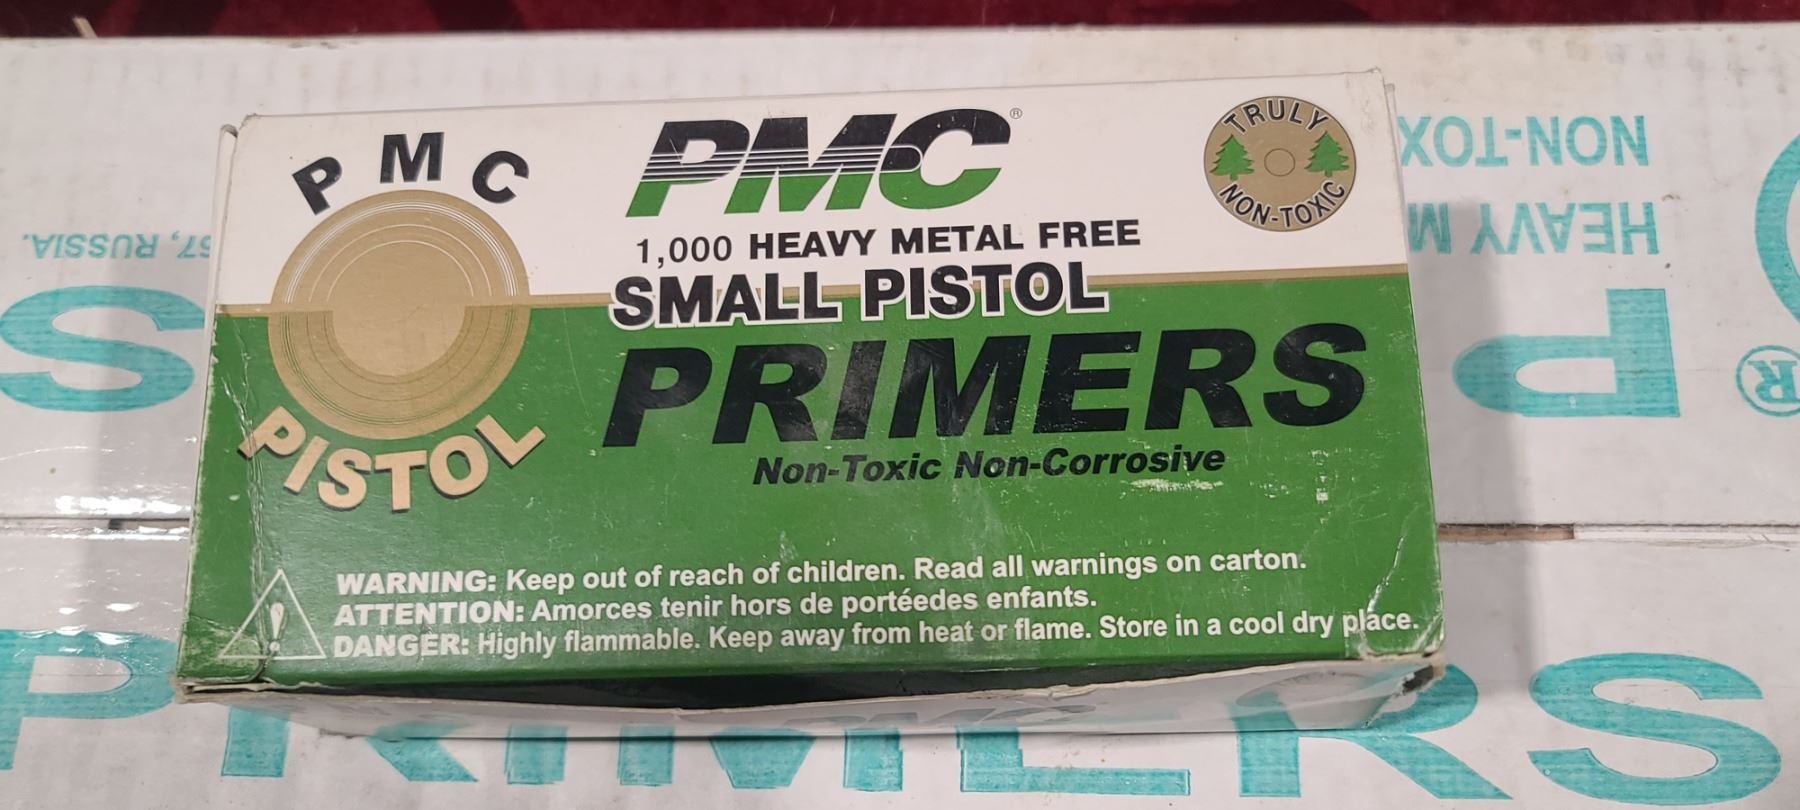 PMC
PISTOL
PMC®
1,000 HEAVY METAL FREE
SMALL PISTOL
PRIMERS
Non-Toxic Non-Corrosive
TRULY
NON-TOXIC
WARNING: Keep out of reach of children. Read all warnings on carton.
ATTENTION: Amorces tenir hors de portéedes enfants.
DANGER: Highly flammable. Keep away from heat or flame. Store in a cool dry place.
67, RUSSIA.
NON-TOX
HEAVY M
P
®
S
PRIMERS